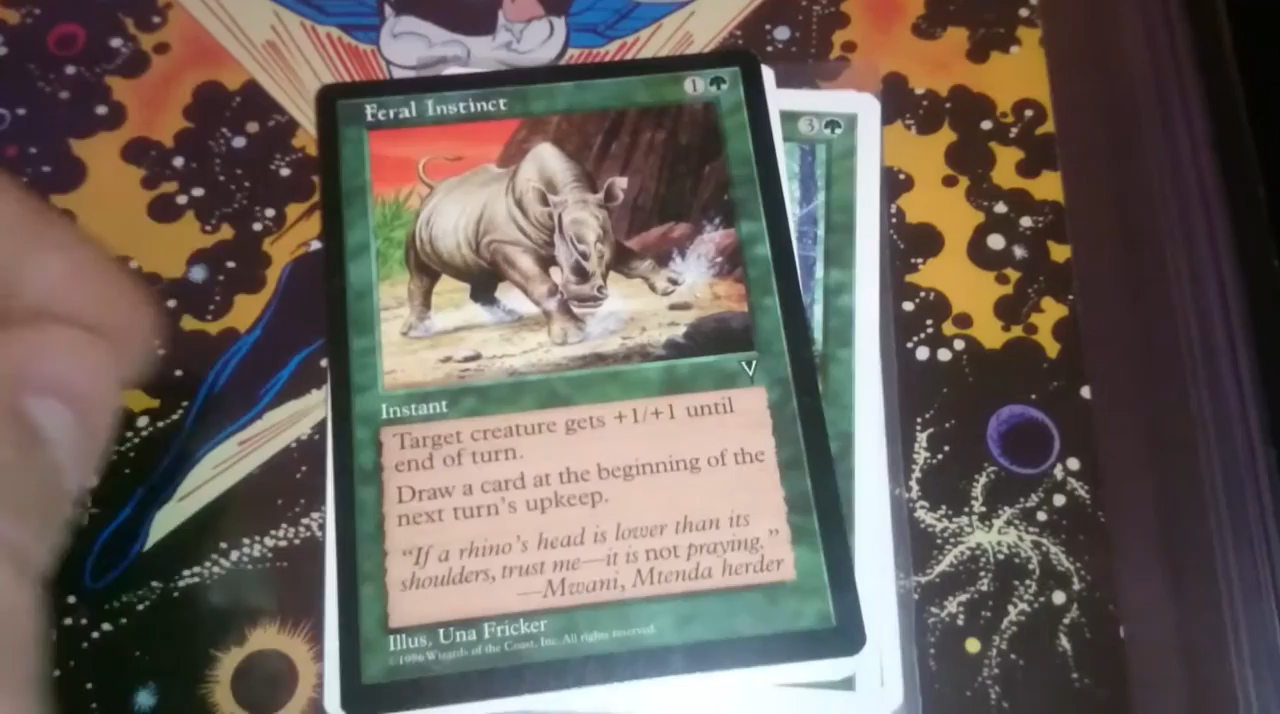 Feral Instinct 1
3
V
Instant
Target creature gets +1/+1 until
end of turn.
Draw a card at the beginning of the
next turn's upkeep.
"If a rhino's head is lower than its
shoulders, trust me—it is not praying."
—Mwani, Mtenda herder
Illus. Una Fricker
©1996 Wizards of the Coast, Inc. All rights reserved.